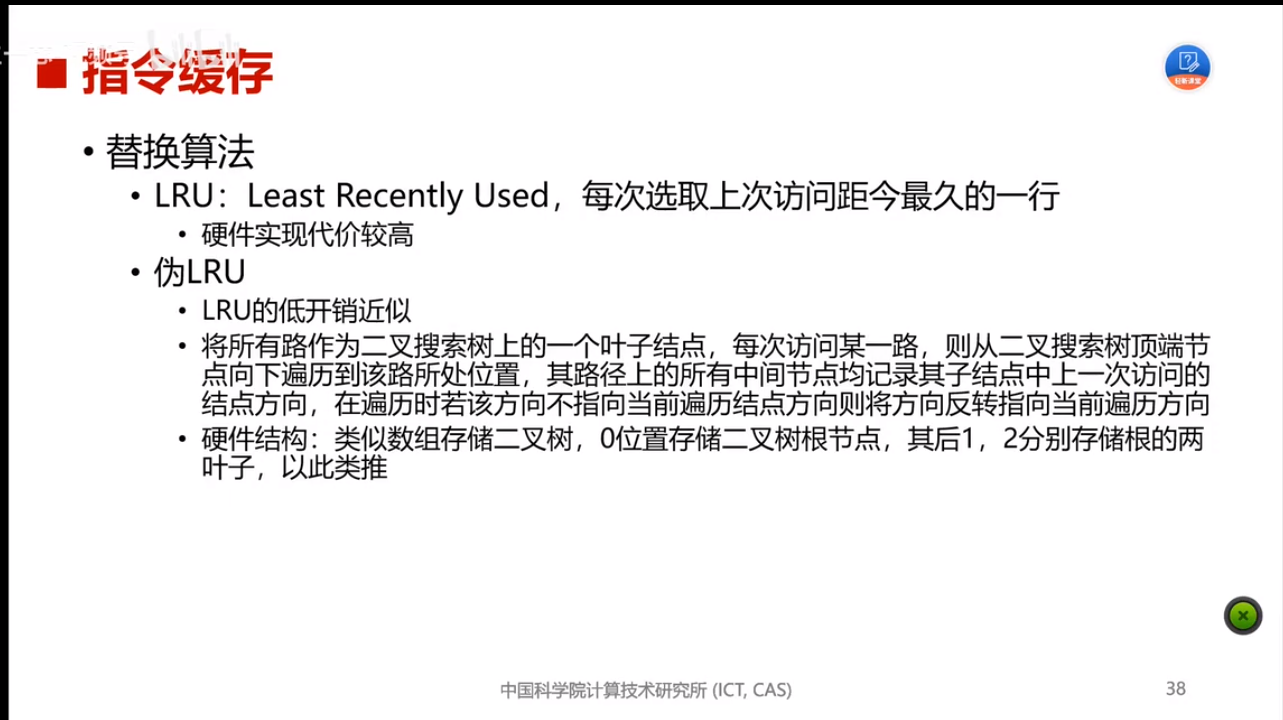 指令缓存
• 替换算法
• LRU：Least Recently Used，每次选取上次访问距今最久的一行
• 硬件实现代价较高
• 伪LRU
• LRU的低开销近似
• 将所有路作为二叉搜索树上的一个叶子结点，每次访问某一路，则从二叉搜索树顶端节
点向下遍历到该路所处位置，其路径上的所有中间节点均记录其子结点中上一次访问的
结点方向，在遍历时若该方向不指向当前遍历结点方向则将方向反转指向当前遍历方向
• 硬件结构：类似数组存储二叉树，0位置存储二叉树根节点，其后1，2分别存储根的两
叶子，以此类推
中国科学院计算技术研究所 (ICT, CAS)
38